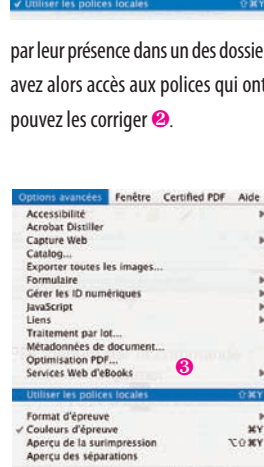 ✓ Utiliser les polices locales ⇧⌘Y
par leur présence dans un des dossie
avez alors accès aux polices qui ont
pouvez les corriger ❷.
Options avancées Fenêtre Certified PDF Aide
Accessibilité
Acrobat Distiller
Capture Web
Catalog...
Exporter toutes les images...
Formulaire
Gérer les ID numériques
JavaScript
Liens
Traitement par lot...
Métadonnées de document...
Optimisation PDF...
Services Web d'eBooks ❸
Utiliser les polices locales ⇧⌘Y
Format d'épreuve
✓ Couleurs d'épreuve ⌘Y
Aperçu de la surimpression ⌥⇧⌘Y
Aperçu des séparations